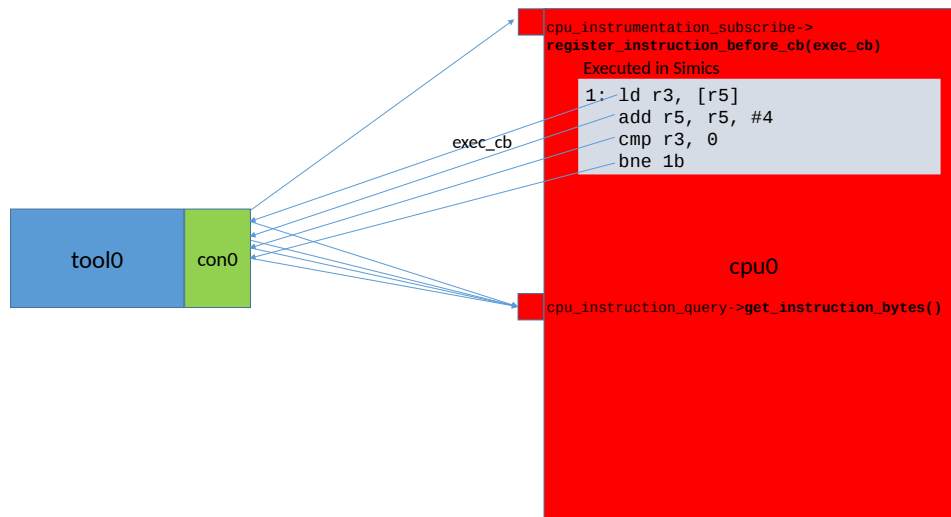 cpu_instrumentation_subscribe->
register_instruction_before_cb(exec_cb)
Executed in Simics
1: ld r3, [r5]
add r5, r5, #4
cmp r3, 0
bne 1b
exec_cb
tool0
con0
cpu0
cpu_instruction_query->get_instruction_bytes()